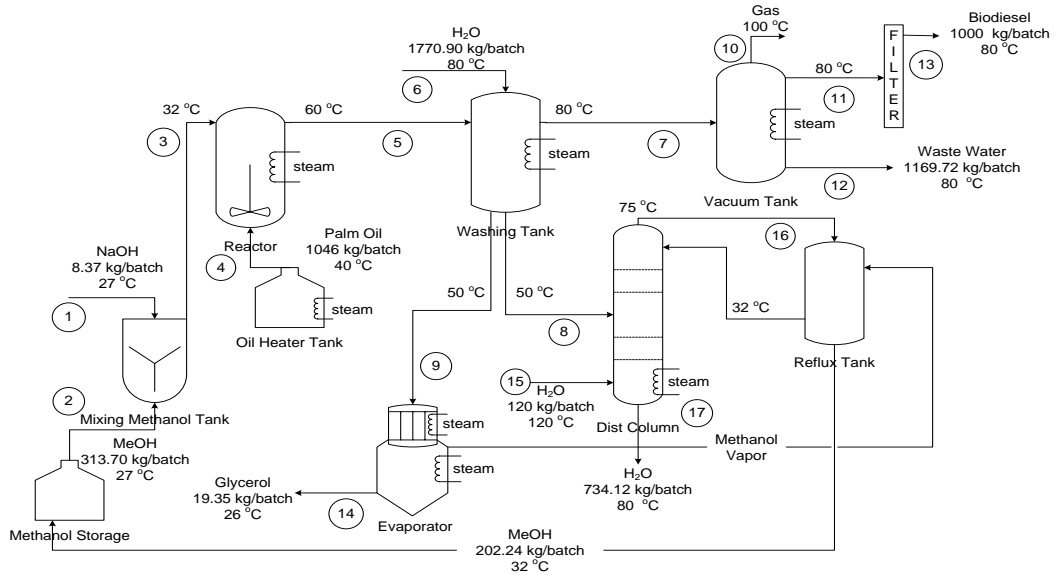 Gas
100 °C
10
Biodiesel
1000 kg/batch
80 °C
13
FILTER
H₂O
1770.90 kg/batch
80 °C
6
80 °C
11
32 °C
3
60 °C
5
80 °C
7
steam
steam
steam
Waste Water
1169.72 kg/batch
80 °C
12
Vacuum Tank
Washing Tank
75 °C
16
Reactor
4
Palm Oil
1046 kg/batch
40 °C
steam
Oil Heater Tank
NaOH
8.37 kg/batch
27 °C
1
50 °C
50 °C
8
32 °C
Reflux Tank
9
2
Mixing Methanol Tank
MeOH
313.70 kg/batch
27 °C
15
H₂O
120 kg/batch
120 °C
steam
17
Dist Column
steam
steam
Methanol
Vapor
H₂O
734.12 kg/batch
80 °C
Glycerol
19.35 kg/batch
26 °C
14
Evaporator
Methanol Storage
MeOH
202.24 kg/batch
32 °C